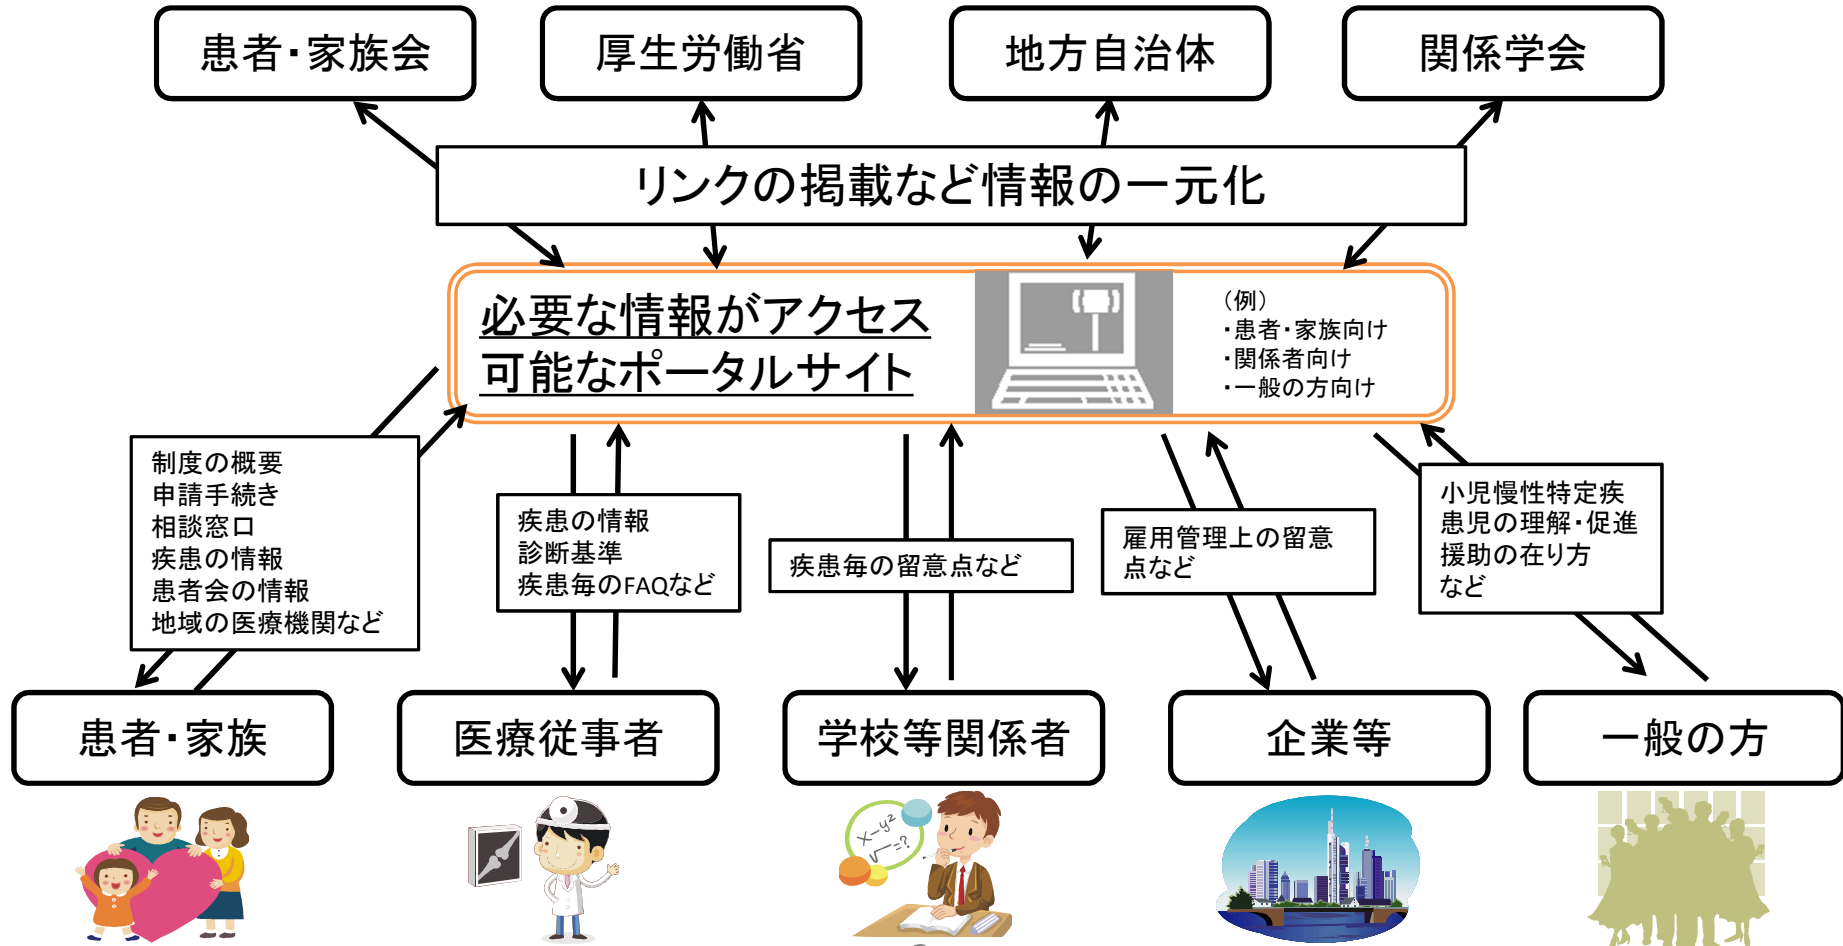 患者・家族会
厚生労働省
地方自治体
関係学会
リンクの掲載など情報の一元化
必要な情報がアクセス
可能なポータルサイト
（例）
・患者・家族向け
・関係者向け
・一般の方向け
制度の概要
申請手続き
相談窓口
疾患の情報
患者会の情報
地域の医療機関など
疾患の情報
診断基準
疾患毎のFAQなど
疾患毎の留意点など
雇用管理上の留意
点など
小児慢性特定疾
患児の理解・促進
援助の在り方
など
患者・家族
医療従事者
学校等関係者
企業等
一般の方
x-y²
√=?